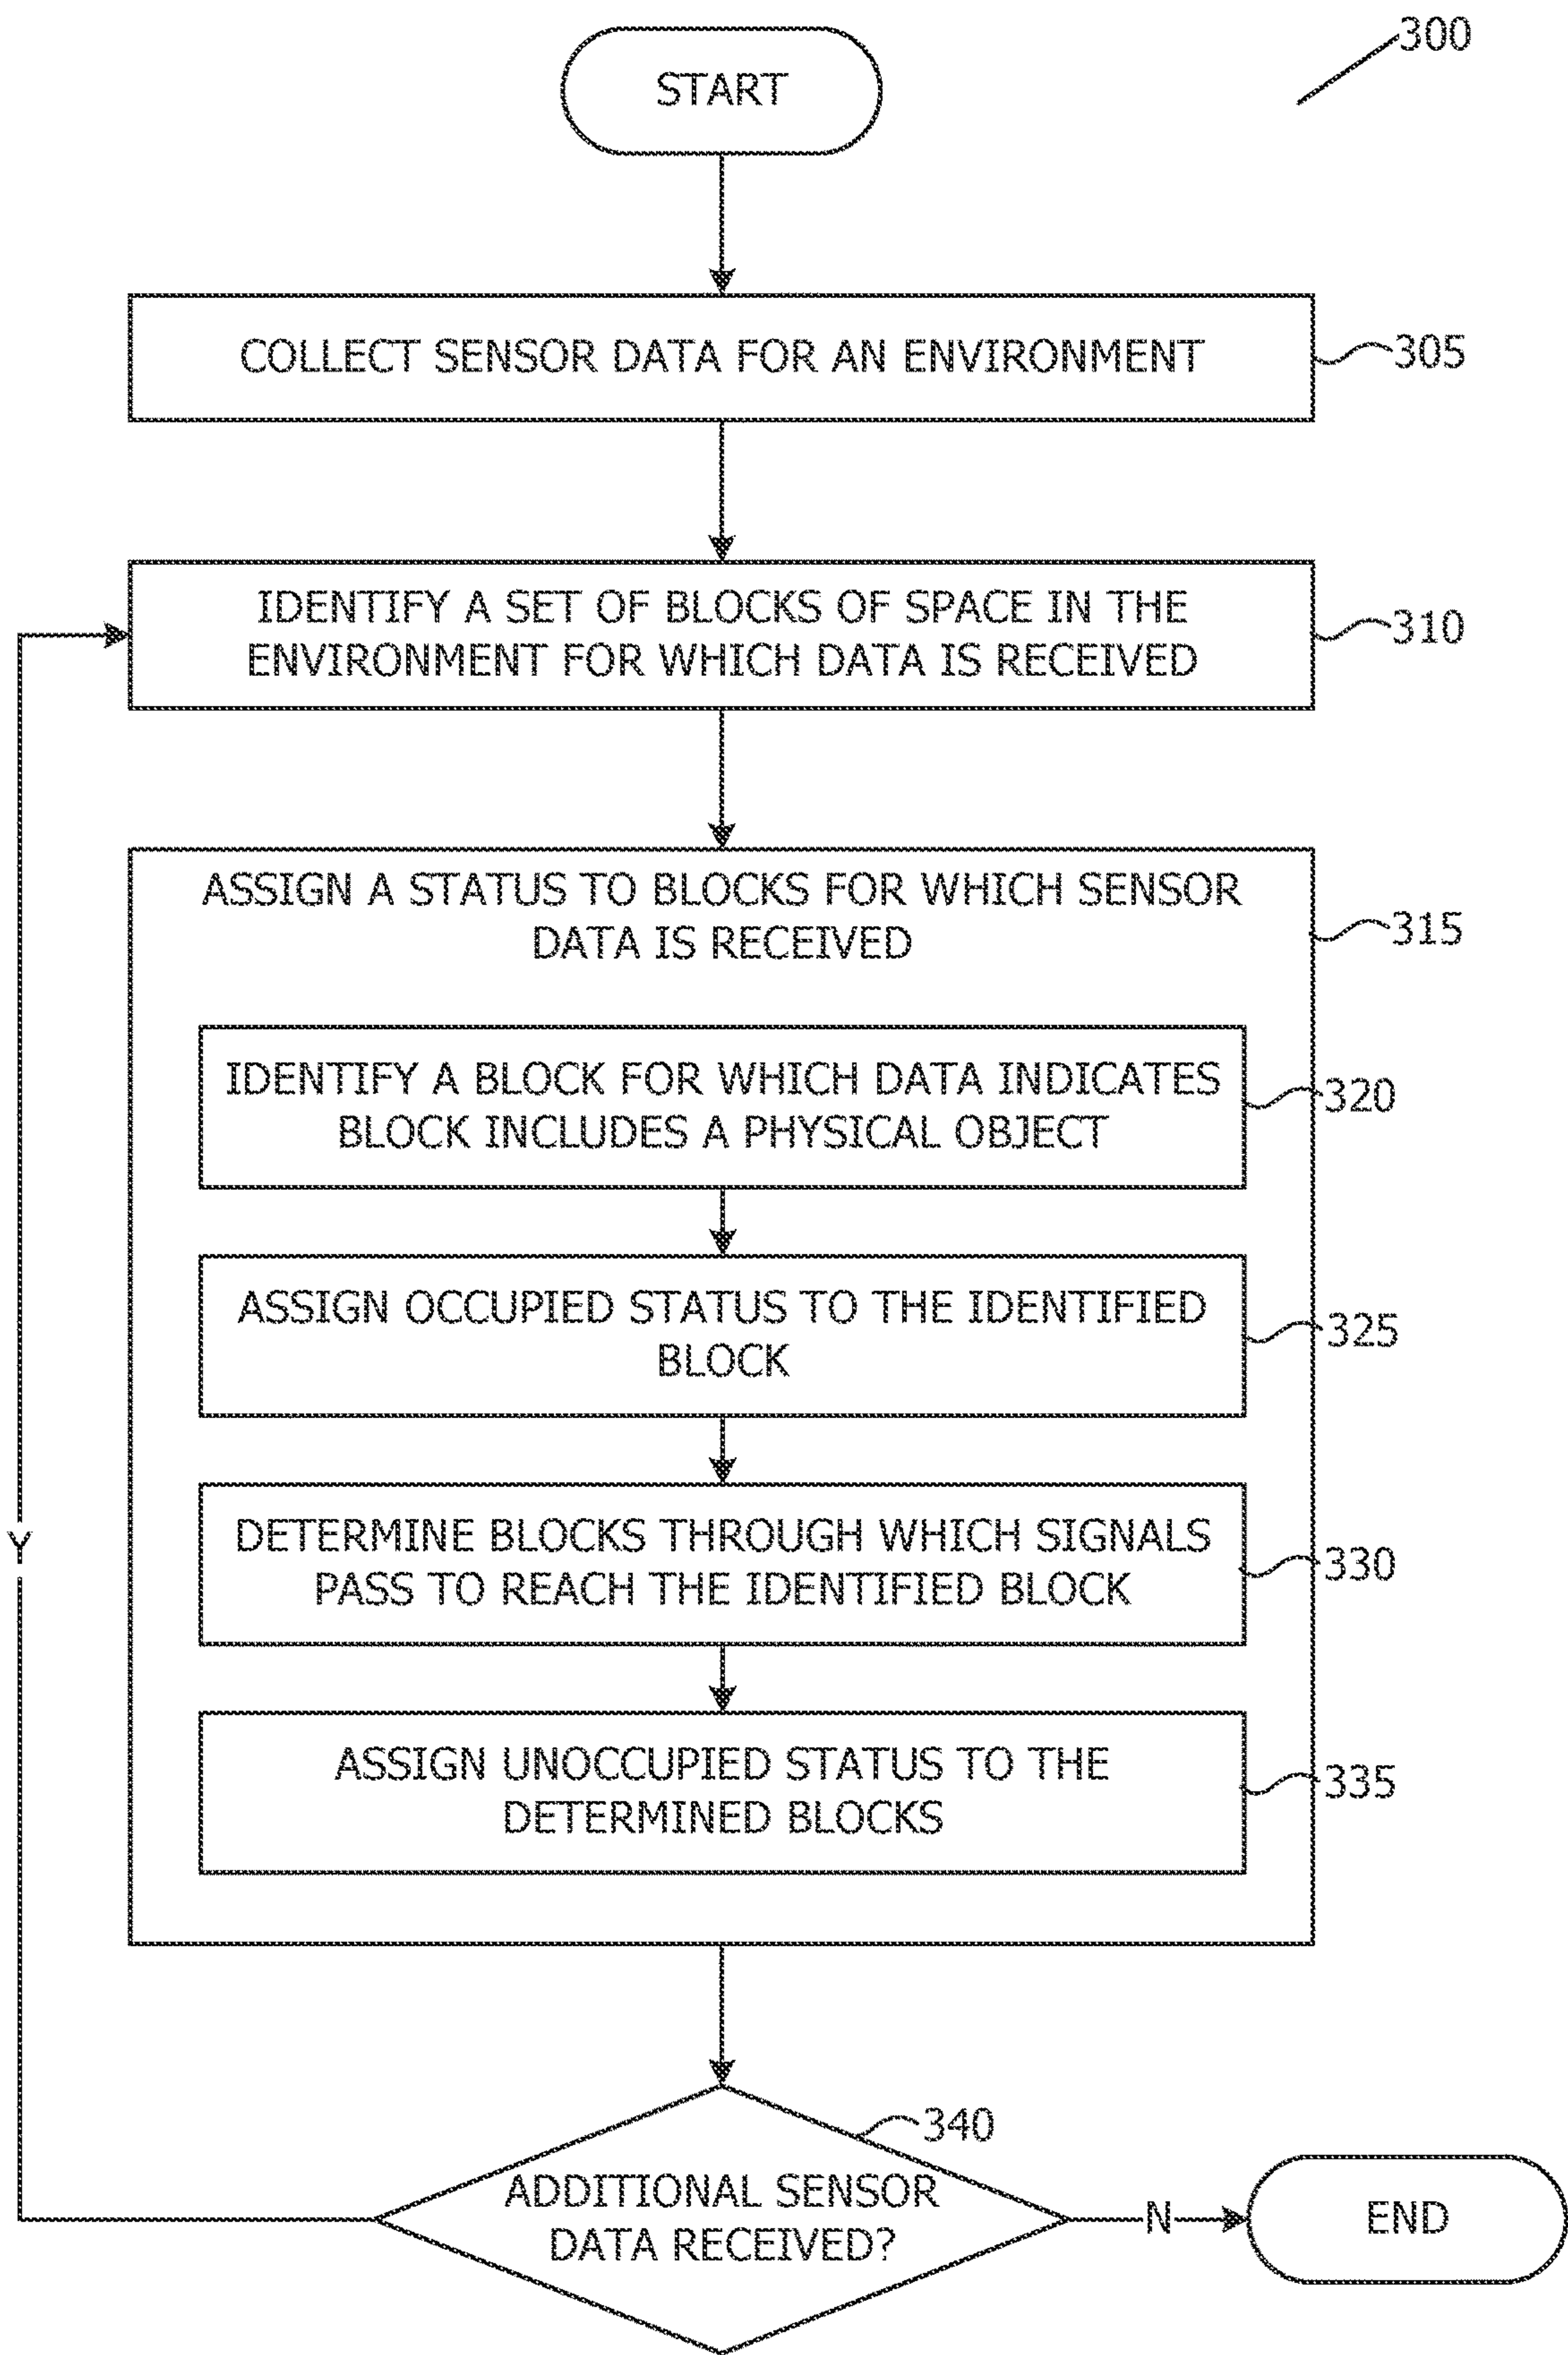 300
START
COLLECT SENSOR DATA FOR AN ENVIRONMENT
305
IDENTIFY A SET OF BLOCKS OF SPACE IN THE
ENVIRONMENT FOR WHICH DATA IS RECEIVED
310
ASSIGN A STATUS TO BLOCKS FOR WHICH SENSOR
DATA IS RECEIVED
315
IDENTIFY A BLOCK FOR WHICH DATA INDICATES
BLOCK INCLUDES A PHYSICAL OBJECT
320
ASSIGN OCCUPIED STATUS TO THE IDENTIFIED
BLOCK
325
DETERMINE BLOCKS THROUGH WHICH SIGNALS
PASS TO REACH THE IDENTIFIED BLOCK
330
Y
ASSIGN UNOCCUPIED STATUS TO THE
DETERMINED BLOCKS
335
340
ADDITIONAL SENSOR
DATA RECEIVED?
N
END